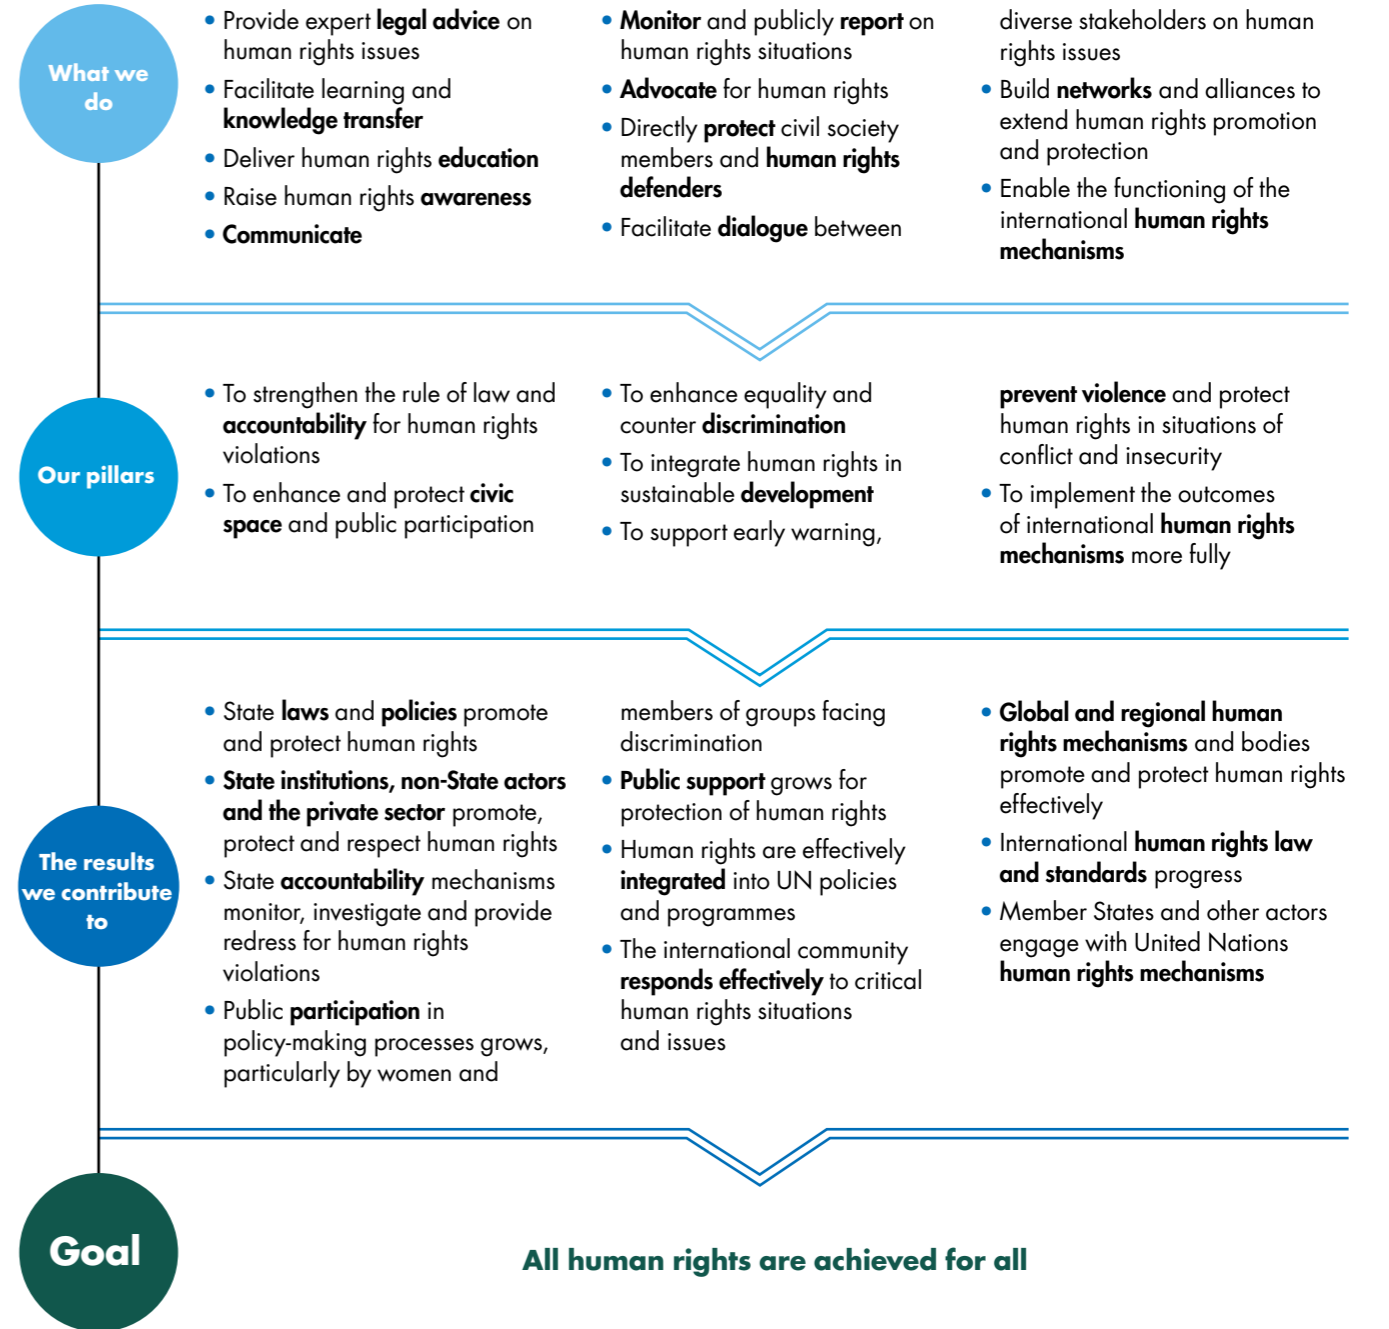 What we
do
• Provide expert legal advice on
human rights issues
• Facilitate learning and
knowledge transfer
• Deliver human rights education
• Raise human rights awareness
• Communicate
• Monitor and publicly report on
human rights situations
• Advocate for human rights
• Directly protect civil society
members and human rights
defenders
• Facilitate dialogue between
diverse stakeholders on human
rights issues
• Build networks and alliances to
extend human rights promotion
and protection
• Enable the functioning of the
international human rights
mechanisms
Our pillars
• To strengthen the rule of law and
accountability for human rights
violations
• To enhance and protect civic
space and public participation
• To enhance equality and
counter discrimination
• To integrate human rights in
sustainable development
• To support early warning,
prevent violence and protect
human rights in situations of
conflict and insecurity
• To implement the outcomes
of international human rights
mechanisms more fully
The results
we contribute
to
• State laws and policies promote
and protect human rights
• State institutions, non-State actors
and the private sector promote,
protect and respect human rights
• State accountability mechanisms
monitor, investigate and provide
redress for human rights
violations
• Public participation in
policy-making processes grows,
particularly by women and
members of groups facing
discrimination
• Public support grows for
protection of human rights
• Human rights are effectively
integrated into UN policies
and programmes
• The international community
responds effectively to critical
human rights situations
and issues
• Global and regional human
rights mechanisms and bodies
promote and protect human rights
effectively
• International human rights law
and standards progress
• Member States and other actors
engage with United Nations
human rights mechanisms
Goal
All human rights are achieved for all